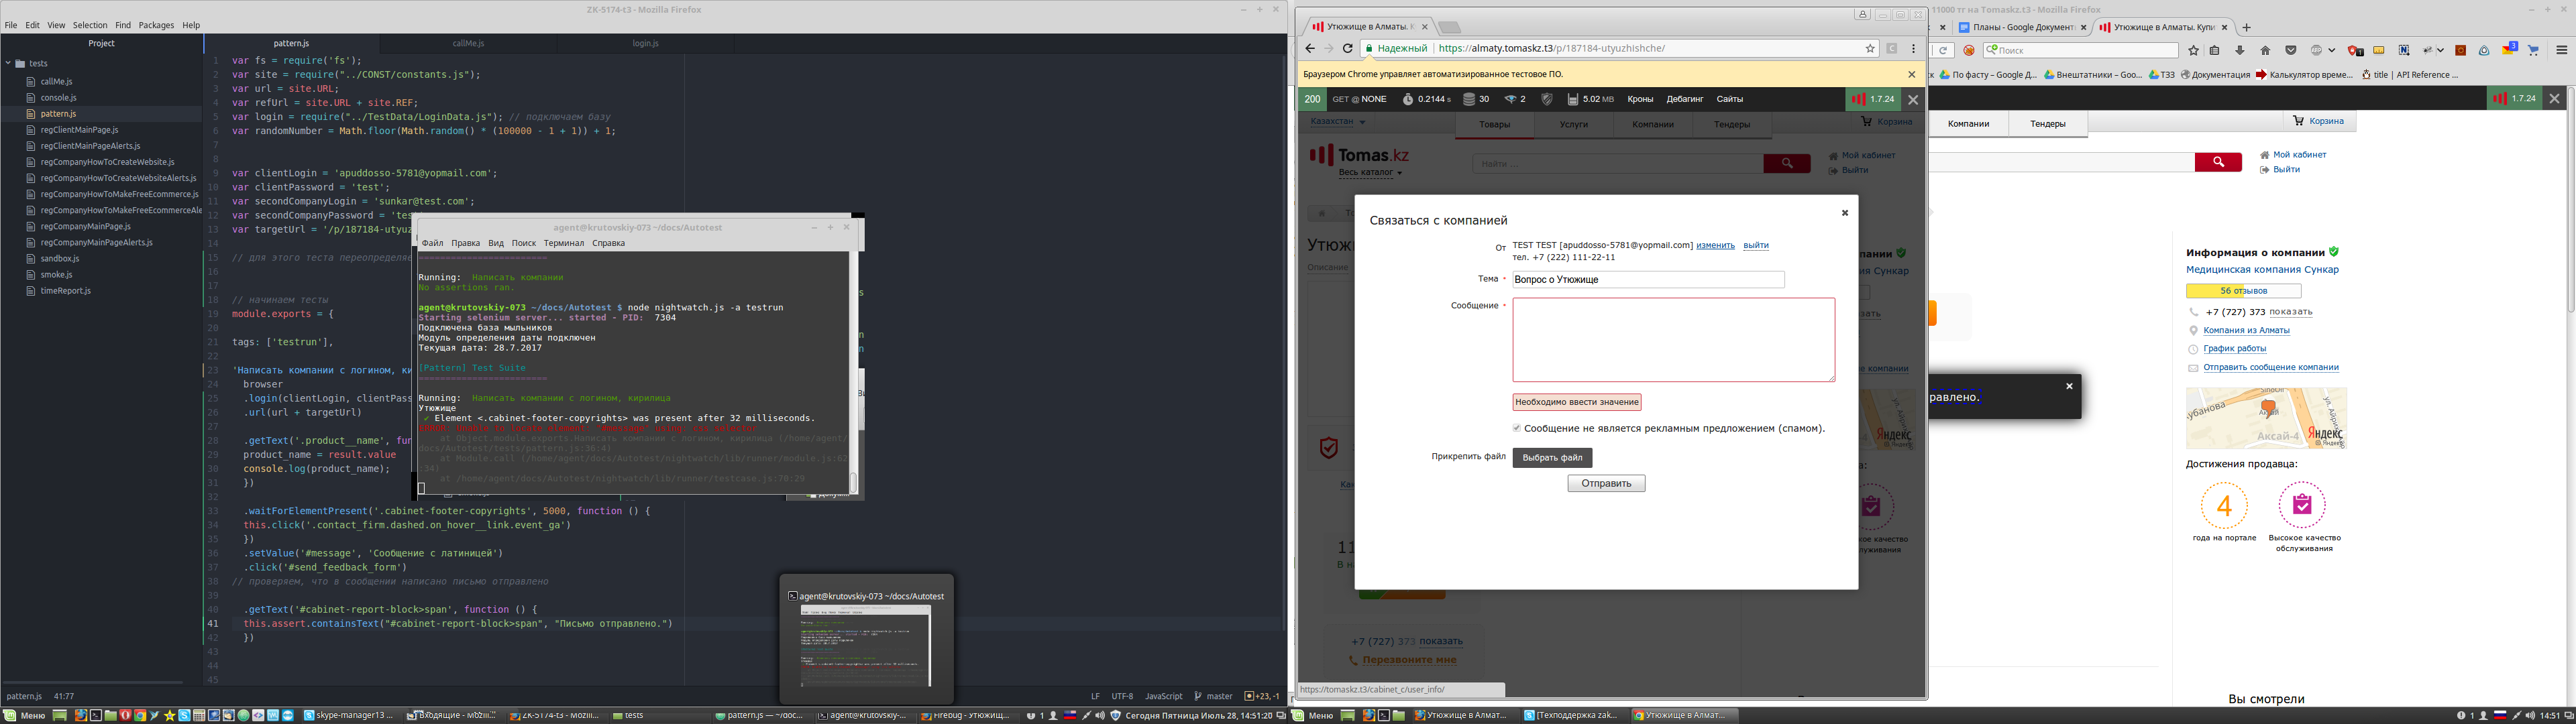 ZK-5174-t3 - Mozilla Firefox
File Edit View Selection Find Packages Help
Project
pattern.js callMe.js login.js
tests
callMe.js
console.js
pattern.js
regClientMainPage.js
regClientMainPageAlerts.js
regCompanyHowToCreateWebsite.js
regCompanyHowToCreateWebsiteAlerts.js
regCompanyHowToMakeFreeEcommerce.js
regCompanyHowToMakeFreeEcommerceAle
regCompanyMainPage.js
regCompanyMainPageAlerts.js
sandbox.js
smoke.js
timeReport.js
1 var fs = require('fs');
2 var site = require("../CONST/constants.js");
3 var url = site.URL;
4 var refUrl = site.URL + site.REF;
5 var login = require("../TestData/LoginData.js"); // подключаем базу
6 var randomNumber = Math.floor(Math.random() * (100000 - 1 + 1)) + 1;
7
8
9 var clientLogin = 'apuddosso-5781@yopmail.com';
10 var clientPassword = 'test';
11 var secondCompanyLogin = 'sunkar@test.com';
12 var secondCompanyPassword = 'tes
13 var targetUrl = '/p/187184-utyuz
14
15 // для этого теста переопределяе
16
17
18 // начинаем тесты
19 module.exports = {
20
21 tags: ['testrun'],
22
23 'Написать компании с логином, ки
24 browser
25 .login(clientLogin, clientPass
26 .url(url + targetUrl)
27
28 .getText('.product__name', fu
29 product_name = result.value
30 console.log(product_name);
31 })
32
33 .waitForElementPresent('.cabinet-footer-copyrights', 5000, function () {
34 this.click('.contact_firm.dashed.on_hover__link.event_ga')
35 })
36 .setValue('#message', 'Сообщение с латиницей')
37 .click('#send_feedback_form')
38 // проверяем, что в сообщении написано письмо отправлено
39
40 .getText('#cabinet-report-block>span', function () {
41 this.assert.containsText("#cabinet-report-block>span", "Письмо отправлено.")
42 })
43
44
45
agent@krutovskiy-073 ~/docs/Autotest
Файл Правка Вид Поиск Терминал Справка
Running: Написать компании
No assertions ran.
agent@krutovskiy-073 ~/docs/Autotest $ node nightwatch.js -a testrun
Starting selenium server... started - PID: 7304
Подключена база мыльников
Модуль определения даты подключен
Текущая дата: 28.7.2017
[Pattern] Test Suite
========================
Running: Написать компании с логином, кирилица
Утюжище
✔ Element <.cabinet-footer-copyrights> was present after 32 milliseconds.
at Object.module.exports.Написать компании с логином, кирилица (/home/agent/
docs/Autotest/tests/pattern.js:36:4)
at Module.call (/home/agent/docs/Autotest/nightwatch/lib/runner/module.js:62
:34)
at /home/agent/docs/Autotest/nightwatch/lib/runner/testcase.js:70:29
agent@krutovskiy-073 ~/docs/Autotest
pattern.js 41:77
LF UTF-8 JavaScript master +23, -1
Меню skype-manager13 Входящие - Mozil... ZK-5174-t3 - Mozilla... tests pattern.js — ~/doc... agent@krutovskiy-... Firebug - Утюжищ... 1 Сегодня Пятница Июль 28, 14:51:20
Утюжище в Алматы. К
Надежный https://almaty.tomaskz.t3/p/187184-utyuzhishche/
Браузером Chrome управляет автоматизированное тестовое ПО.
200 GET @ NONE 0.2144 s 30 2 5.02 MB Кроны Дебагинг Сайты 1.7.24
Казахстан Товары Услуги Компании Тендеры Корзина
Tomas.kz
Весь каталог
Найти ...
Мой кабинет
Выйти
Утюж
Описание
Связаться с компанией
От TEST TEST [apuddosso-5781@yopmail.com] изменить выйти
тел. +7 (222) 111-22-11
Тема * Вопрос о Утюжище
Сообщение *
Необходимо ввести значение
Сообщение не является рекламным предложением (спамом).
Прикрепить файл Выбрать файл
Отправить
+7 (727) 373 показать
Перезвоните мне
https://tomaskz.t3/cabinet_c/user_info/
11000 тг на Tomaskz.t3 - Mozilla Firefox
Планы - Google Документ Утюжище в Алматы. Купит
Поиск
По фасту – Google Д... Внештатники – Goo... ТЗЗ Документация Калькулятор време... title | API Reference ...
1.7.24
Компании Тендеры Корзина
Мой кабинет
Выйти
Информация о компании
Медицинская компания Сункар
56 отзывов
+7 (727) 373 показать
Компания из Алматы
График работы
Отправить сообщение компании
равлено.
Аксай
Аксай-4
Яндекс
Достижения продавца:
4
года на портале
Высокое качество
обслуживания
Вы смотрели
Меню Утюжище в Алмат... [Техподдержка zak... Утюжище в Алмат... 1 14:51